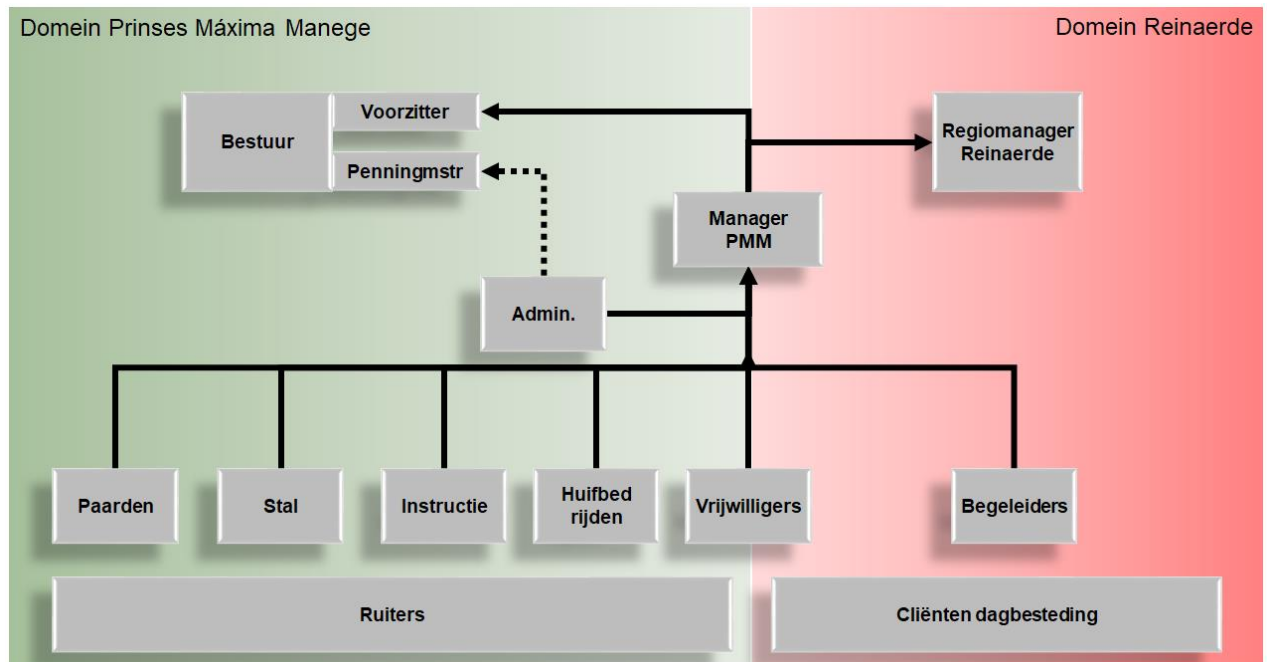 Domein Prinses Máxima Manege
Domein Reinaerde
Bestuur
Voorzitter
Penningmstr
Regiomanager
Reinaerde
Manager
PMM
Admin.
Paarden
Stal
Instructie
Huifbed
rijden
Vrijwilligers
Begeleiders
Ruiters
Cliënten dagbesteding